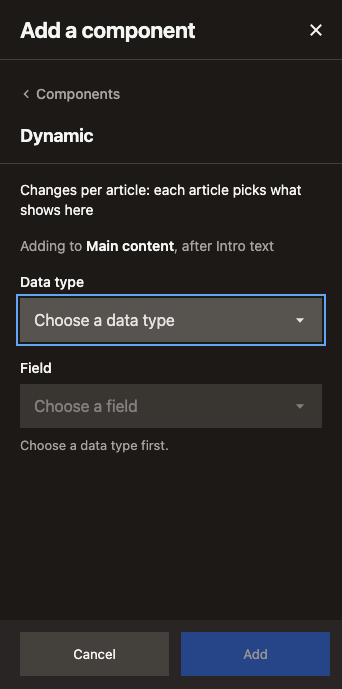 Add a component
Components
Dynamic
Changes per article: each article picks what
shows here
Adding to Main content, after Intro text
Data type
Choose a data type
Field
Choose a field
Choose a data type first.
Cancel
Add